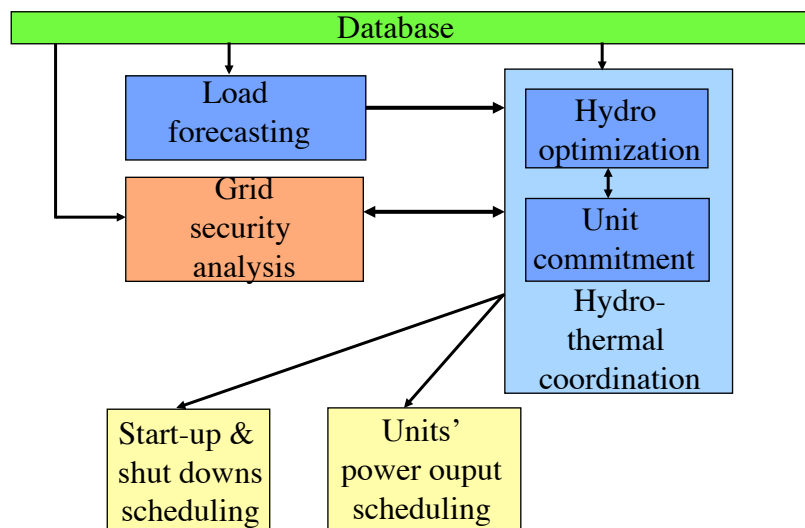 Database
Load
forecasting
Hydro
optimization
Grid
security
analysis
Unit
commitment
Hydro-
thermal
coordination
Start-up &
shut downs
scheduling
Units’
power ouput
scheduling